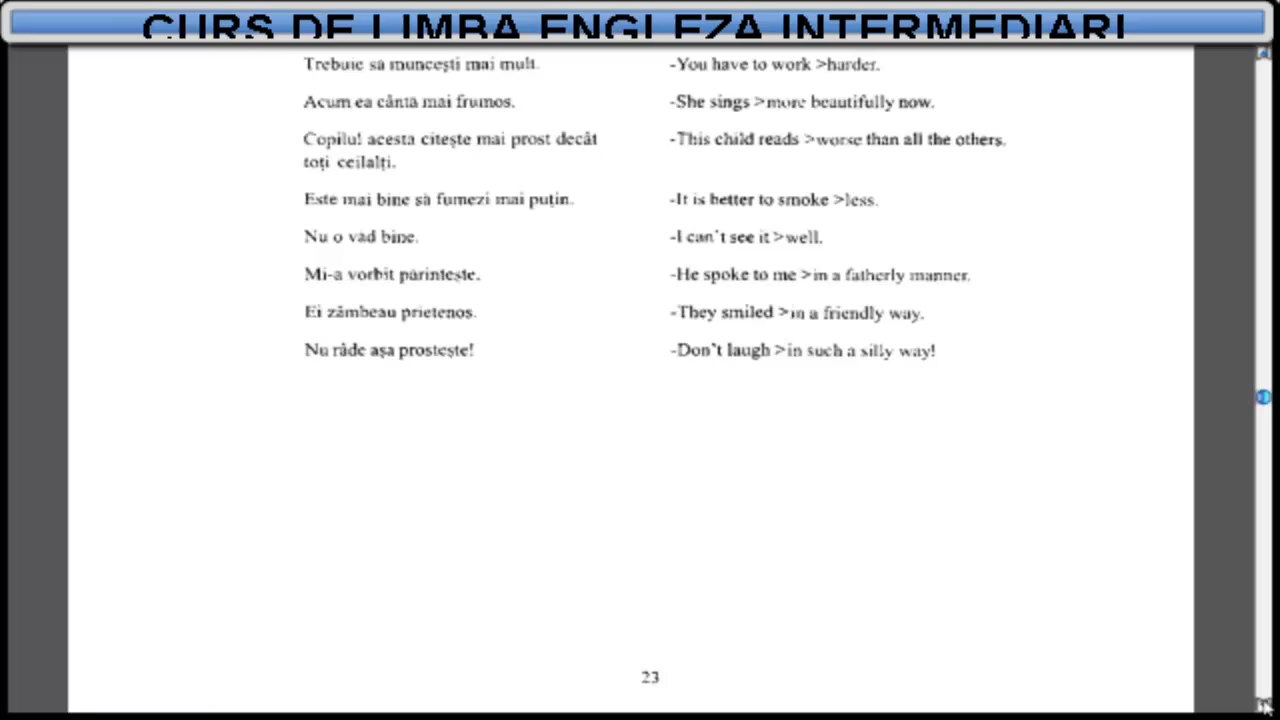 CURS DE LIMBA ENGLEZA INTERMEDIARI
Trebuie să muncești mai mult. -You have to work >harder.
Acum ea cântă mai frumos. -She sings >more beautifully now.
Copilul acesta citește mai prost decât -This child reads >worse than all the others.
toți ceilalți.
Este mai bine să fumezi mai puțin. -It is better to smoke >less.
Nu o văd bine. -I can't see it >well.
Mi-a vorbit părintește. -He spoke to me >in a fatherly manner.
Ei zâmbeau prietenos. -They smiled >in a friendly way.
Nu râde așa prostește! -Don't laugh >in such a silly way!
23